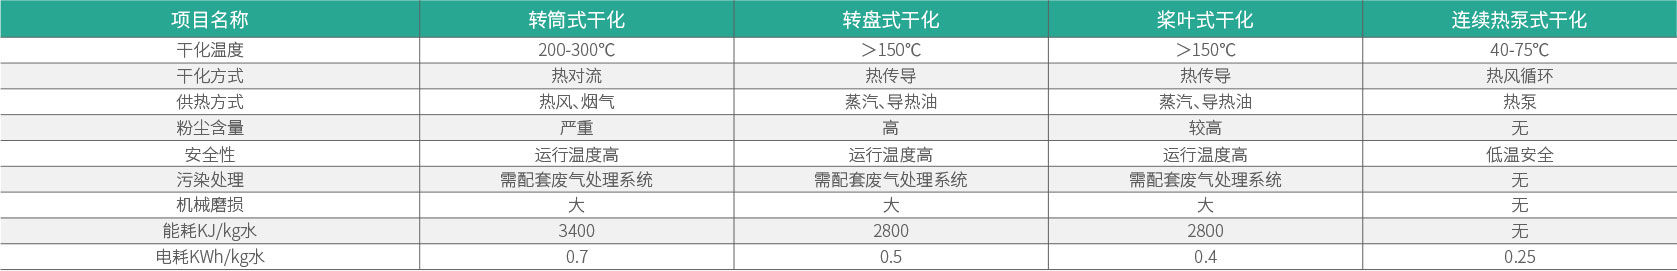 项目名称 转筒式干化 转盘式干化 桨叶式干化 连续热泵式干化
干化温度 200-300℃ ＞150℃ ＞150℃ 40-75℃
干化方式 热对流 热传导 热传导 热风循环
供热方式 热风、烟气 蒸汽、导热油 蒸汽、导热油 热泵
粉尘含量 严重 高 较高 无
安全性 运行温度高 运行温度高 运行温度高 低温安全
污染处理 需配套废气处理系统 需配套废气处理系统 需配套废气处理系统 无
机械磨损 大 大 大 无
能耗KJ/kg水 3400 2800 2800 无
电耗KWh/kg水 0.7 0.5 0.4 0.25